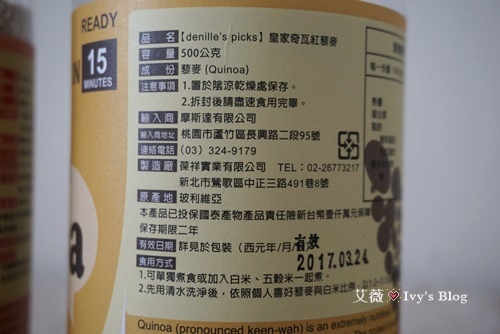 READY
IN 15
MINUTES
a
品名【denille's picks】皇家奇瓦紅藜麥
容量 500公克
成份 藜麥 (Quinoa)
注意事項 1.置於陰涼乾燥處保存。
2.拆封後請盡速食用完畢。
輸入商 摩斯達有限公司
輸入商地址 桃園市蘆竹區長興路二段95號
連絡電話 (03) 324-9179
製造廠 葆祥實業有限公司 TEL: 02-26773217
新北市鶯歌區中正三路491巷8號
原產地 玻利維亞
本產品已投保國泰產物產品責任險新台幣壹仟萬元保障
保存期限二年
有效日期 詳見於包裝 (西元年/月/
有效
2017.03.24
食用方式
1.可單獨煮食或加入白米、五穀米一起煮。
2.先用清水洗淨後，依照個人喜好藜麥與白米比
Quinoa (pronounced keen-wah) is an extremely nutri
艾薇 Ivy's Blog